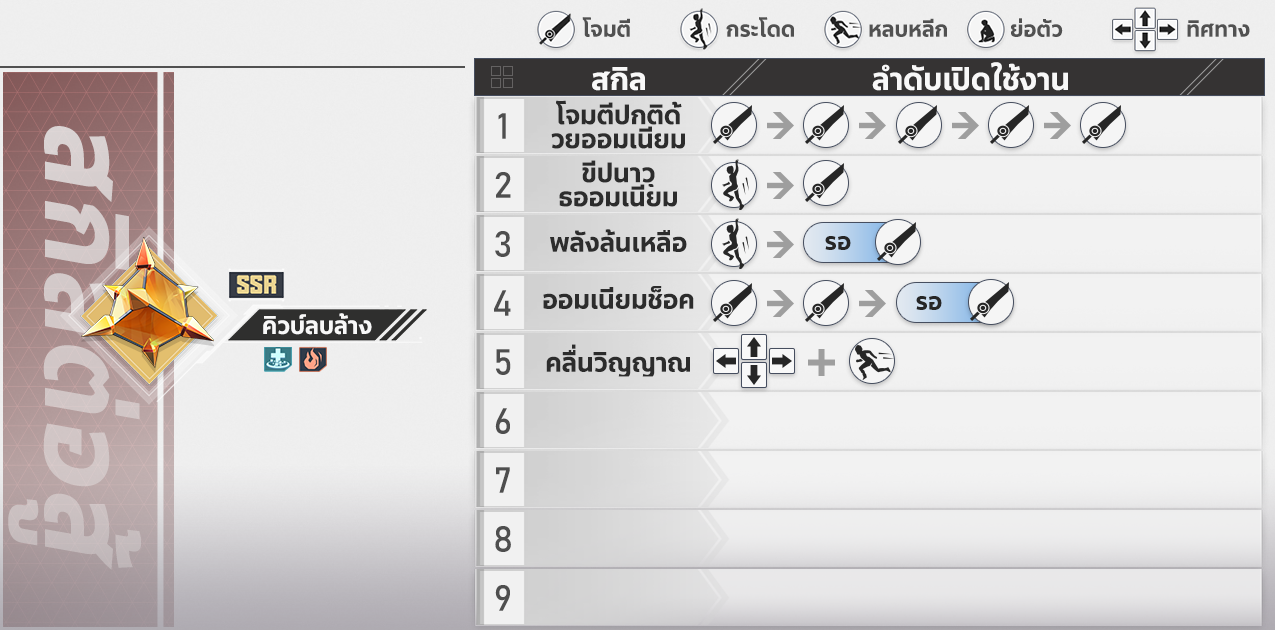 โจมตี
กระโดด
หลบหลีก
ย่อตัว
ทิศทาง
สกิล
ลำดับเปิดใช้งาน
สกิลต่อสู้
SSR
คิวบ์ลบล้าง
1
โจมตีปกติด้
วยออมเนียม
2
ขีปนาว
ุธออมเนียม
3
พลังล้นเหลือ
รอ
4
ออมเนียมช็อค
รอ
5
คลื่นวิญญาณ
6
7
8
9